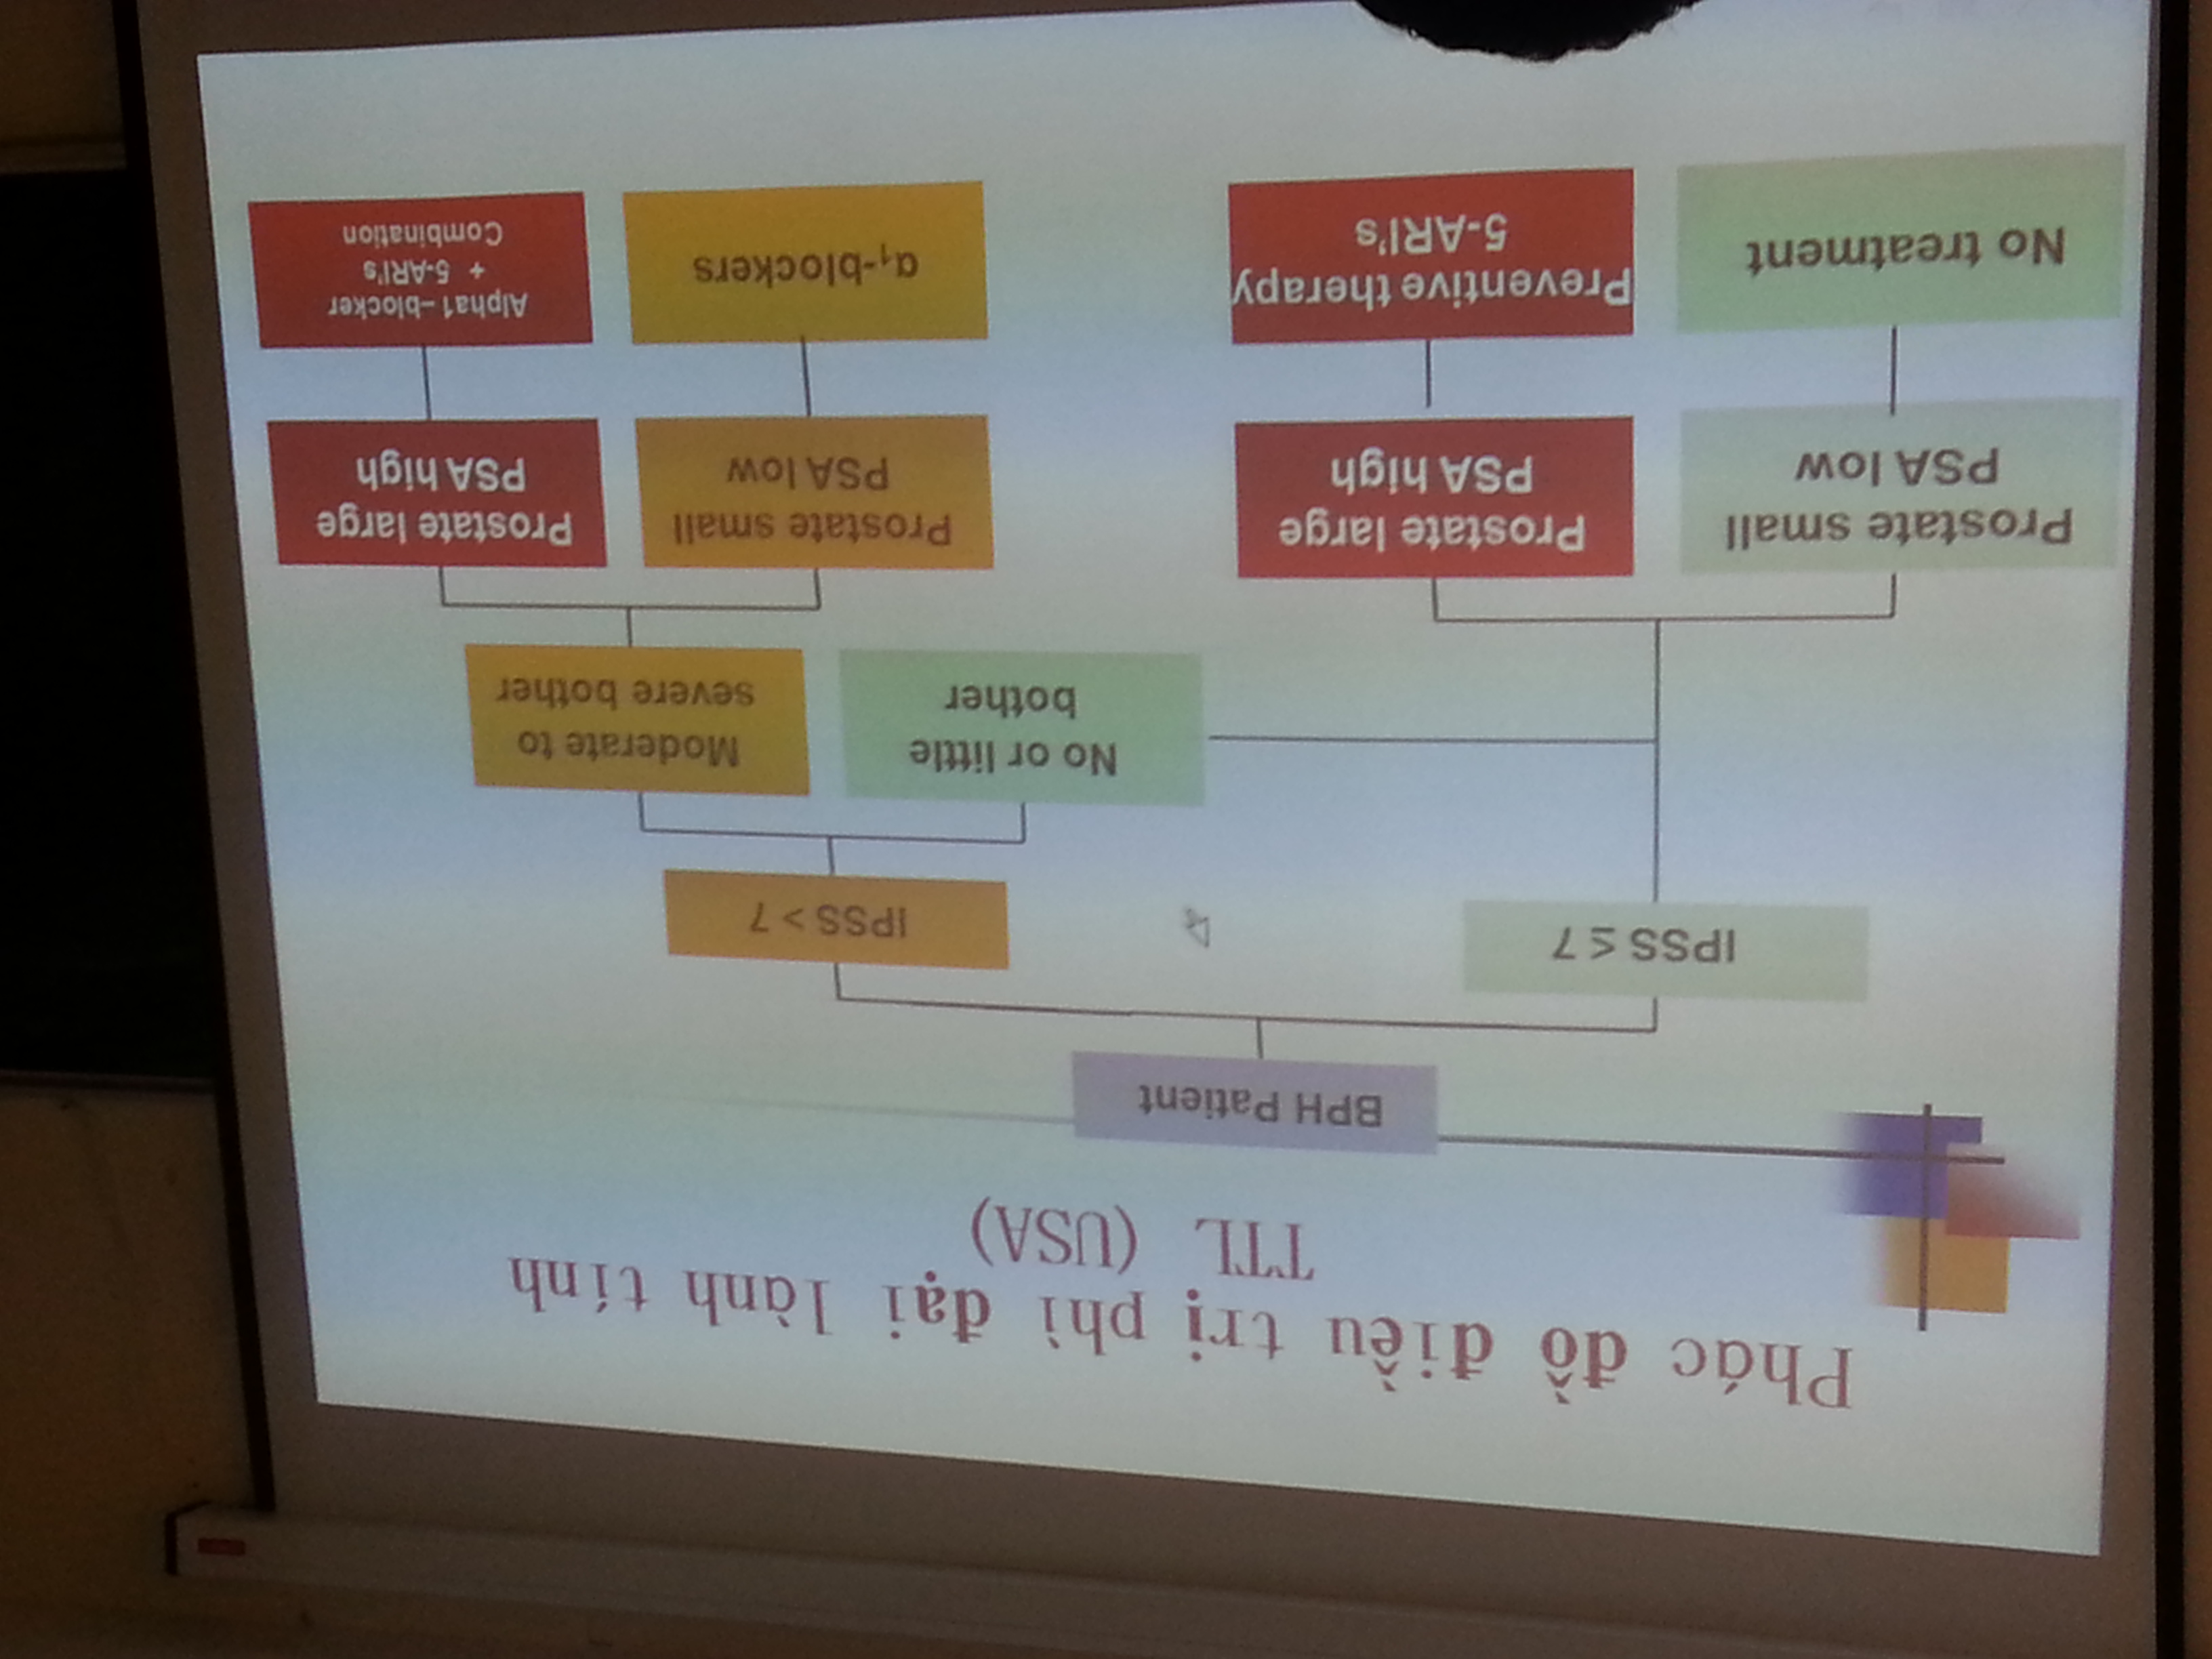 Phác đồ điều trị phì đại lành tính
TTL (USA)
BPH Patient
IPSS ≤ 7
IPSS > 7
No or little
bother
Moderate to
severe bother
Prostate small
PSA low
Prostate large
PSA high
Prostate small
PSA low
Prostate large
PSA high
No treatment
Preventive therapy
5-ARI's
α₁-blockers
Alpha1 –blocker
+ 5-ARI's
Combination